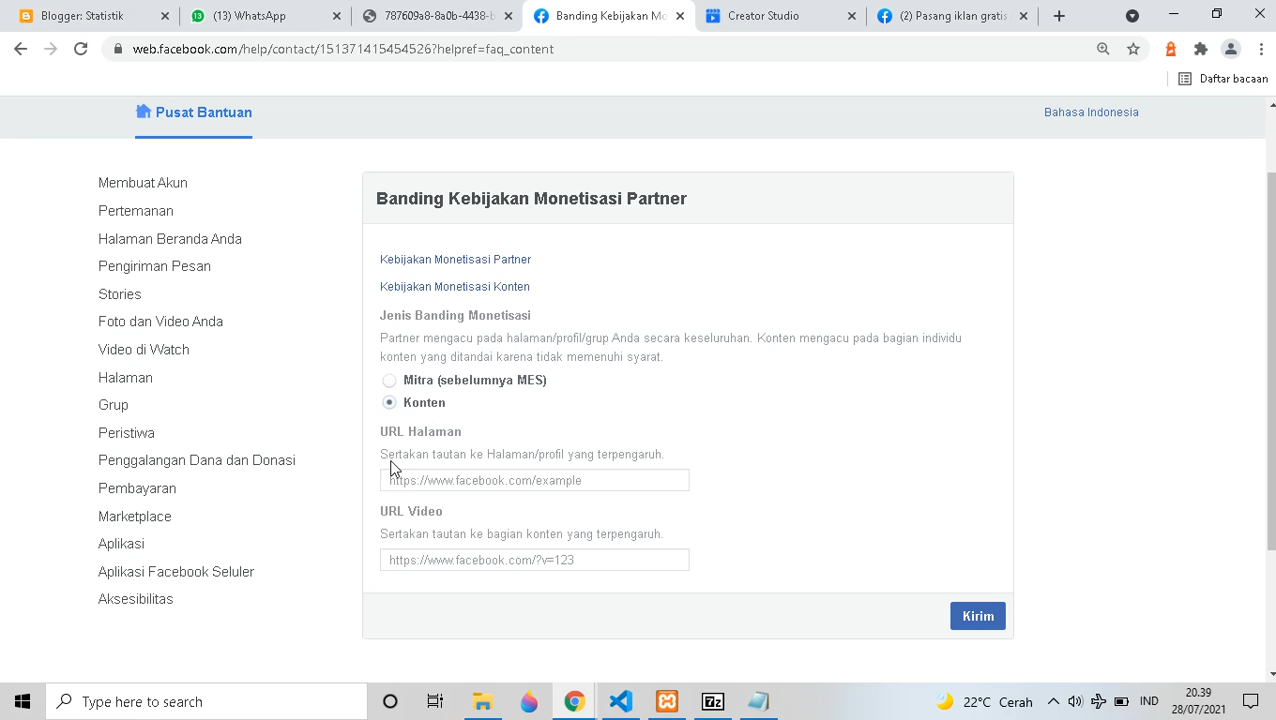 Blogger: Statistik
(13) WhatsApp
787609a8-8a0a-4438-b
Banding Kebijakan Mo
Creator Studio
(2) Pasang iklan gratis
web.facebook.com/help/contact/151371415454526?helpref=faq_content
Daftar bacaan
Pusat Bantuan
Bahasa Indonesia
Membuat Akun
Pertemanan
Halaman Beranda Anda
Pengiriman Pesan
Stories
Foto dan Video Anda
Video di Watch
Halaman
Grup
Peristiwa
Penggalangan Dana dan Donasi
Pembayaran
Marketplace
Aplikasi
Aplikasi Facebook Seluler
Aksesibilitas
Banding Kebijakan Monetisasi Partner
Kebijakan Monetisasi Partner
Kebijakan Monetisasi Konten
Jenis Banding Monetisasi
Partner mengacu pada halaman/profil/grup Anda secara keseluruhan. Konten mengacu pada bagian individu
konten yang ditandai karena tidak memenuhi syarat.
Mitra (sebelumnya MES)
Konten
URL Halaman
Sertakan tautan ke Halaman/profil yang terpengaruh.
https://www.facebook.com/example
URL Video
Sertakan tautan ke bagian konten yang terpengaruh.
https://www.facebook.com/?v=123
Kirim
Type here to search
7z
22°C Cerah
IND
20.39
28/07/2021